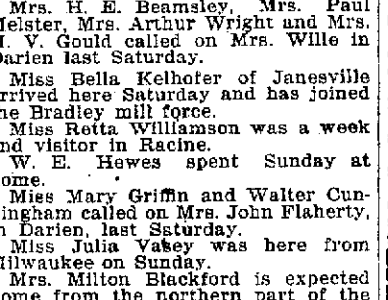 Mrs. H. E. Beamsley, Mrs. Paul
Meister, Mrs. Arthur Wright and Mrs.
V. Gould called on Mrs. Wille in
Darien last Saturday.
Miss Bella Kelhofer of Janesville
rrived here Saturday and has joined
he Bradley mill force.
Miss Retta Williamson was a week
nd visitor in Racine.
W. E. Hewes spent Sunday at
ome.
Miss Mary Griffin and Walter Cun-
ingham called on Mrs. John Flaherty,
n Darien, last Saturday.
Miss Julia was here from
Milwaukee on Sunday.
Mrs. Milton Blackford is expected
ome from the northern part of the